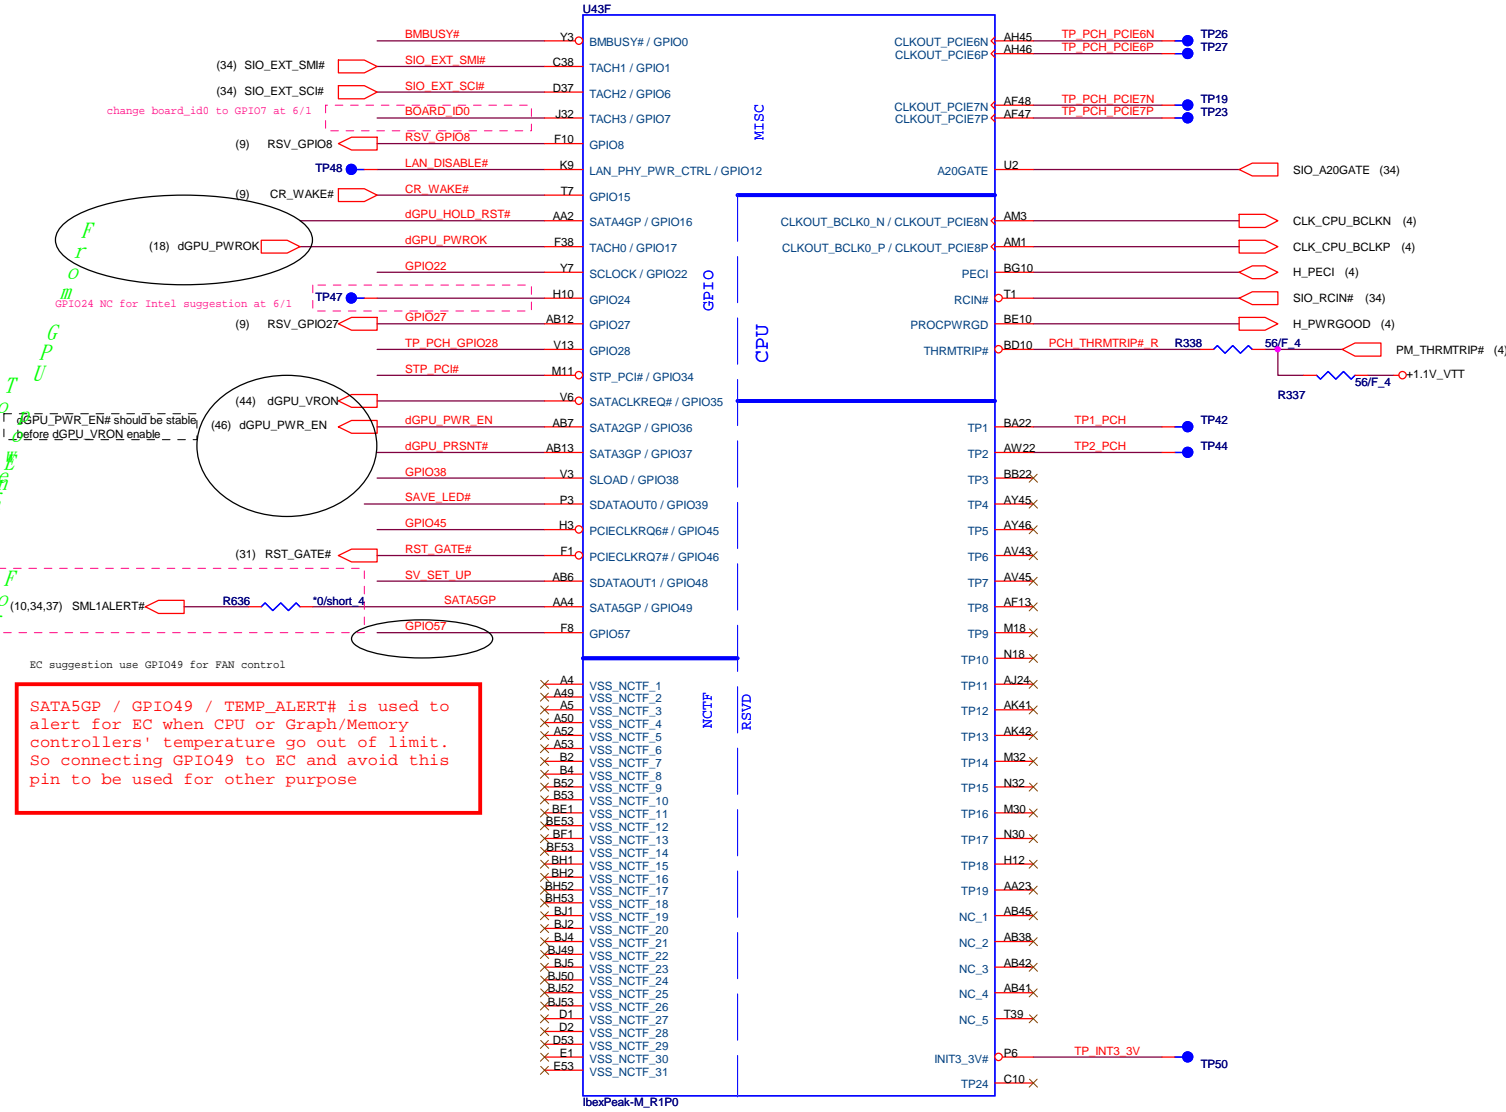 U43F
BMBUSY# Y3 BMBUSY# / GPIO0
(34) SIO_EXT_SMI# SIO_EXT_SMI# C38 TACH1 / GPIO1
(34) SIO_EXT_SCI# SIO_EXT_SCI# D37 TACH2 / GPIO6
change board_id0 to GPIO7 at 6/1 BOARD_ID0 J32 TACH3 / GPIO7
(9) RSV_GPIO8 RSV_GPIO8 F10 GPIO8
TP48 LAN_DISABLE# K9 LAN_PHY_PWR_CTRL / GPIO12
(9) CR_WAKE# CR_WAKE# T7 GPIO15
dGPU_HOLD_RST# AA2 SATA4GP / GPIO16
(18) dGPU_PWROK dGPU_PWROK F38 TACH0 / GPIO17
GPIO22 Y7 SCLOCK / GPIO22
GPIO24 NC for Intel suggestion at 6/1 TP47 H10 GPIO24
(9) RSV_GPIO27 GPIO27 AB12 GPIO27
TP_PCH_GPIO28 V13 GPIO28
STP_PCI# M11 STP_PCI# / GPIO34
(44) dGPU_VRON V6 SATACLKREQ# / GPIO35
(46) dGPU_PWR_EN dGPU_PWR_EN AB7 SATA2GP / GPIO36
dGPU_PRSNT# AB13 SATA3GP / GPIO37
GPIO38 V3 SLOAD / GPIO38
SAVE_LED# P3 SDATAOUT0 / GPIO39
GPIO45 H3 PCIECLKRQ6# / GPIO45
(31) RST_GATE# RST_GATE# F1 PCIECLKRQ7# / GPIO46
SV_SET_UP AB6 SDATAOUT1 / GPIO48
(10,34,37) SML1ALERT# R636 *0/short_4 SATA5GP AA4 SATA5GP / GPIO49
GPIO57 F8 GPIO57
From GPU
dGPU_PWR_EN# should be stable
before dGPU_VRON enable
EC suggestion use GPIO49 for FAN control
SATA5GP / GPIO49 / TEMP_ALERT# is used to
alert for EC when CPU or Graph/Memory
controllers' temperature go out of limit.
So connecting GPIO49 to EC and avoid this
pin to be used for other purpose
A4 VSS_NCTF_1
A49 VSS_NCTF_2
A5 VSS_NCTF_3
A50 VSS_NCTF_4
A52 VSS_NCTF_5
A53 VSS_NCTF_6
B2 VSS_NCTF_7
B4 VSS_NCTF_8
B52 VSS_NCTF_9
B53 VSS_NCTF_10
BE1 VSS_NCTF_11
BE53 VSS_NCTF_12
BF1 VSS_NCTF_13
BF53 VSS_NCTF_14
BH1 VSS_NCTF_15
BH2 VSS_NCTF_16
BH52 VSS_NCTF_17
BH53 VSS_NCTF_18
BJ1 VSS_NCTF_19
BJ2 VSS_NCTF_20
BJ4 VSS_NCTF_21
BJ49 VSS_NCTF_22
BJ5 VSS_NCTF_23
BJ50 VSS_NCTF_24
BJ52 VSS_NCTF_25
BJ53 VSS_NCTF_26
D1 VSS_NCTF_27
D2 VSS_NCTF_28
D53 VSS_NCTF_29
E1 VSS_NCTF_30
E53 VSS_NCTF_31
MISC
GPIO
CPU
NCTF
RSVD
CLKOUT_PCIE6N AH45 TP_PCH_PCIE6N TP26
CLKOUT_PCIE6P AH46 TP_PCH_PCIE6P TP27
CLKOUT_PCIE7N AF48 TP_PCH_PCIE7N TP19
CLKOUT_PCIE7P AF47 TP_PCH_PCIE7P TP23
A20GATE U2 SIO_A20GATE (34)
CLKOUT_BCLK0_N / CLKOUT_PCIE8N AM3 CLK_CPU_BCLKN (4)
CLKOUT_BCLK0_P / CLKOUT_PCIE8P AM1 CLK_CPU_BCLKP (4)
PECI BG10 H_PECI (4)
RCIN# T1 SIO_RCIN# (34)
PROCPWRGD BE10 H_PWRGOOD (4)
THRMTRIP# BD10 PCH_THRMTRIP#_R R338 56/F_4 PM_THRMTRIP# (4)
R337 56/F_4 +1.1V_VTT
TP1 BA22 TP1_PCH TP42
TP2 AW22 TP2_PCH TP44
TP3 BB22
TP4 AY45
TP5 AY46
TP6 AV43
TP7 AV45
TP8 AF13
TP9 M18
TP10 N18
TP11 AJ24
TP12 AK41
TP13 AK42
TP14 M32
TP15 N32
TP16 M30
TP17 N30
TP18 H12
TP19 AA23
NC_1 AB45
NC_2 AB38
NC_3 AB42
NC_4 AB41
NC_5 T39
INIT3_3V# P6 TP_INT3_3V TP50
TP24 C10
IbexPeak-M_R1P0